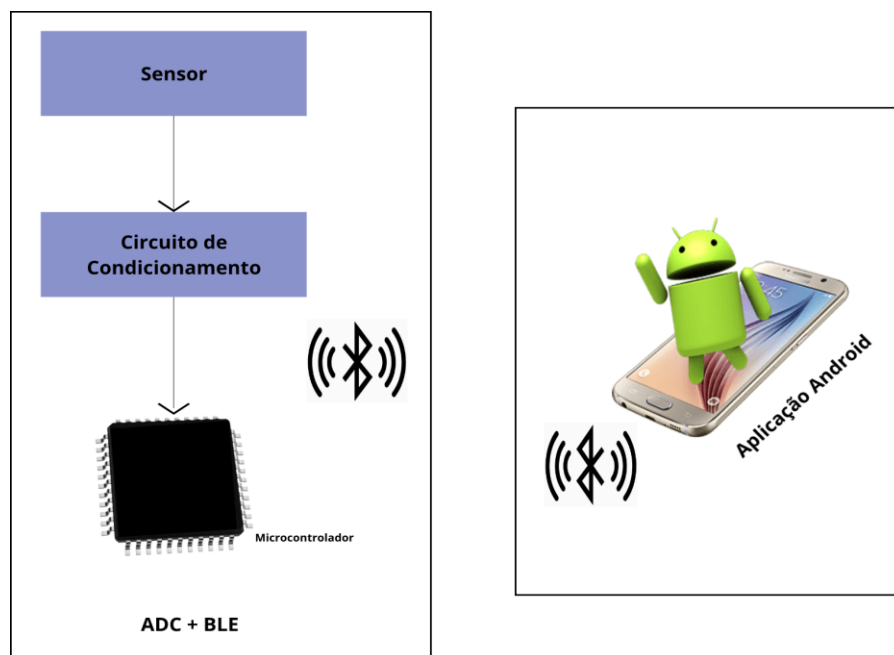 Sensor
Circuito de
Condicionamento
Microcontrolador
ADC + BLE
Aplicação Android